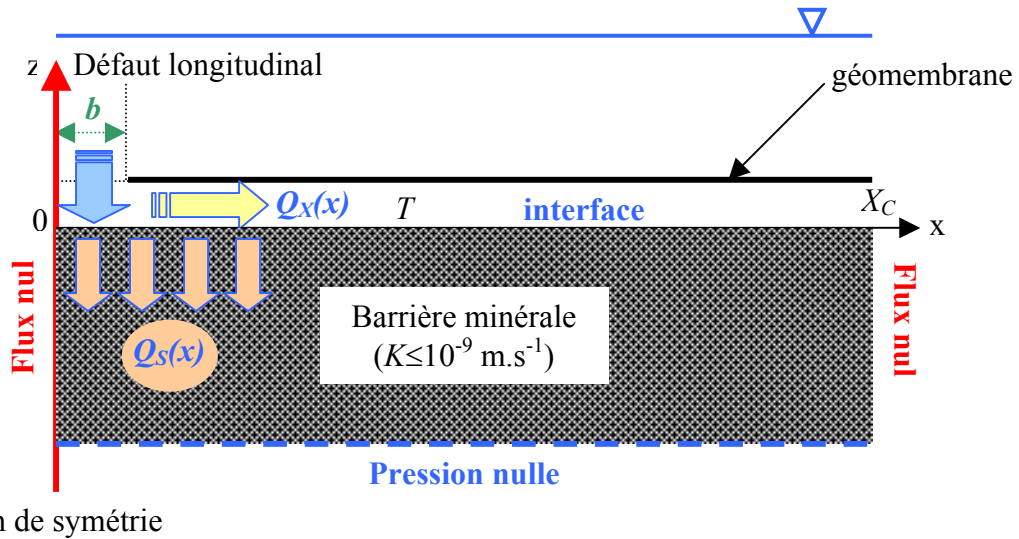 z
Défaut longitudinal
géomembrane
b
Q_X(x)
T
interface
X_C
0
x
Flux nul
Q_S(x)
Barrière minérale
(K≤10⁻⁹ m.s⁻¹)
Flux nul
Pression nulle
n de symétrie